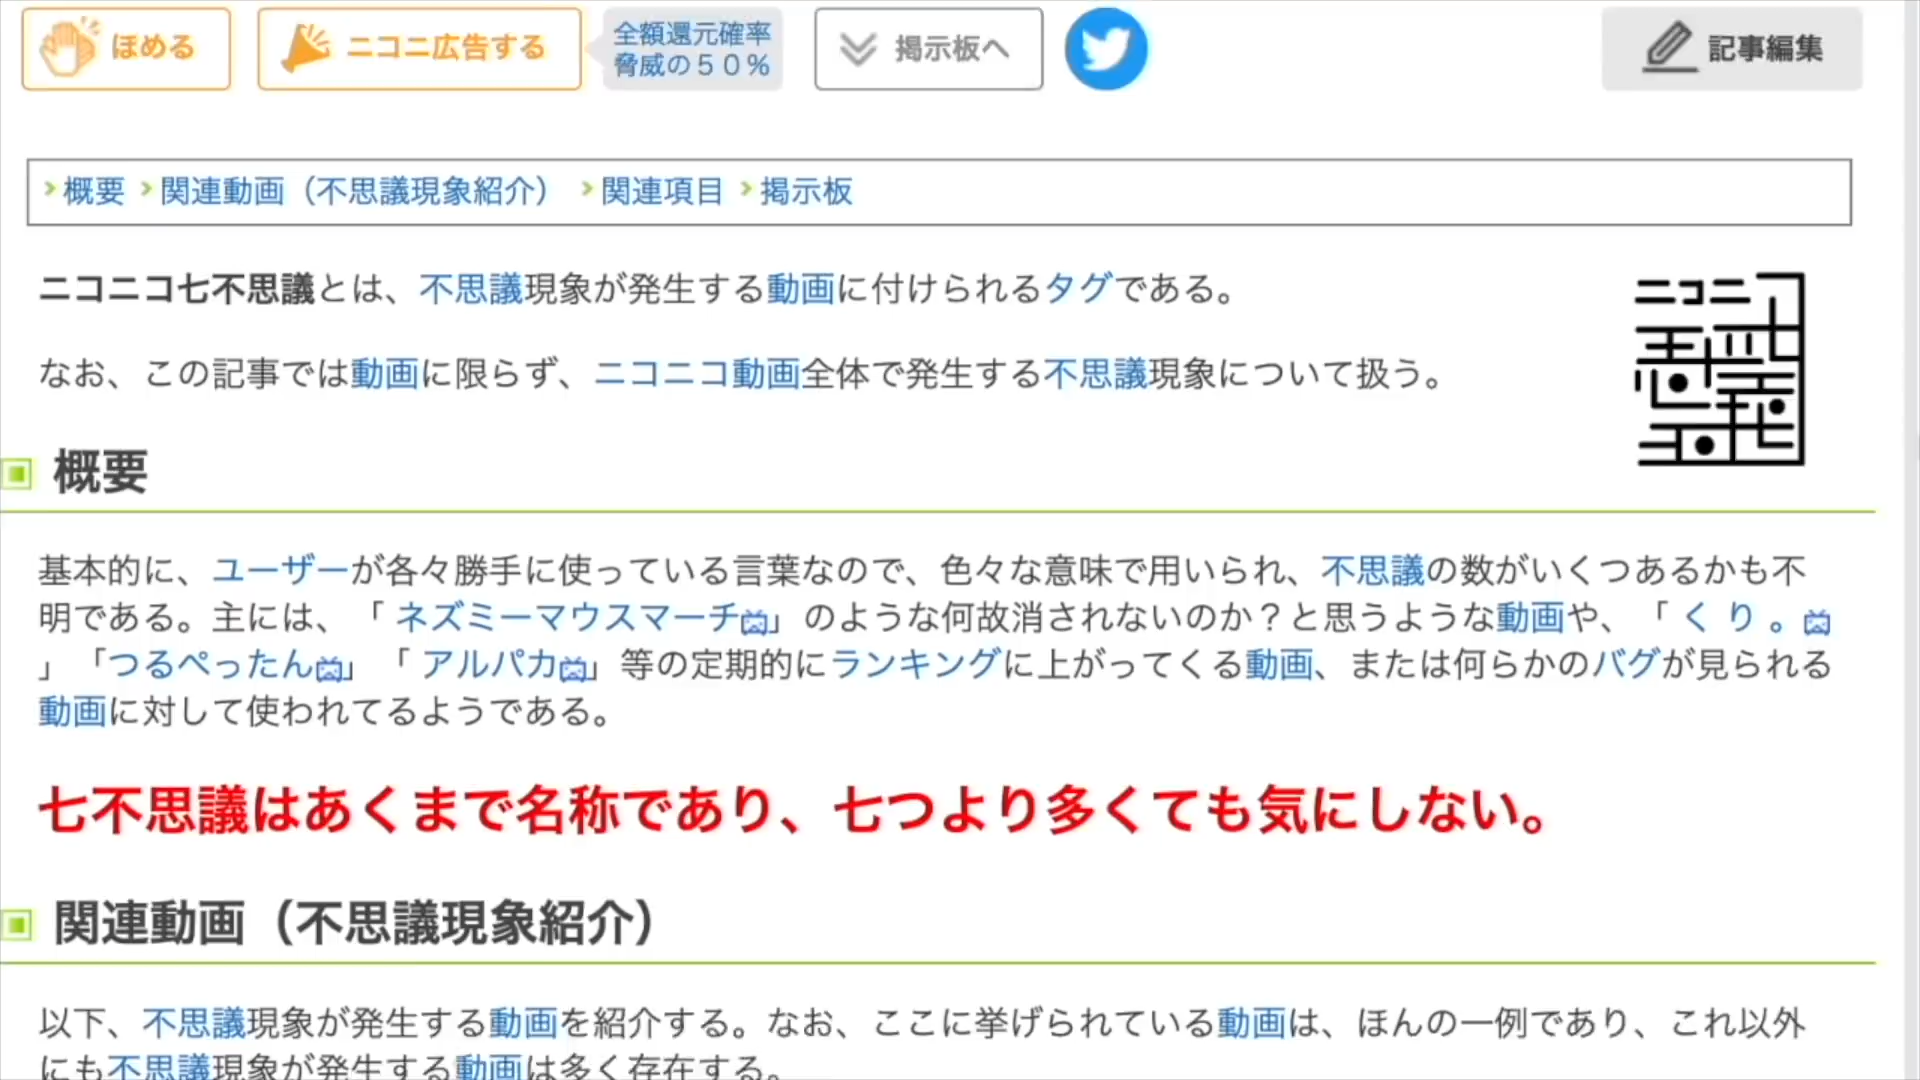 ほめる
ニコニ広告する
全額還元確率
脅威の50%
掲示板へ
記事編集
概要 関連動画（不思議現象紹介） 関連項目 掲示板
ニコニコ七不思議とは、不思議現象が発生する動画に付けられるタグである。
なお、この記事では動画に限らず、ニコニコ動画全体で発生する不思議現象について扱う。
ニコニコ
概要
基本的に、ユーザーが各々勝手に使っている言葉なので、色々な意味で用いられ、不思議の数がいくつあるかも不
明である。主には、「 ネズミーマウスマーチ」 のような何故消されないのか？と思うような動画や、「 く り 。
」「つるぺったん」「 アルパカ」 等の定期的にランキングに上がってくる動画、または何らかのバグが見られる
動画に対して使われてるようである。
七不思議はあくまで名称であり、七つより多くても気にしない。
関連動画（不思議現象紹介）
以下、不思議現象が発生する動画を紹介する。なお、ここに挙げられている動画は、ほんの一例であり、これ以外
にも不思議現象が発生する動画は多く存在する。